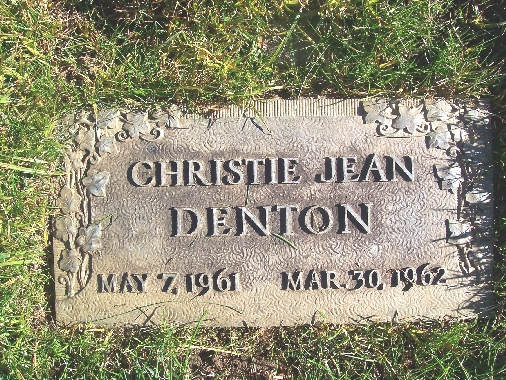 CHRISTIE JEAN
DENTON
MAY 7, 1961 MAR. 30, 1962